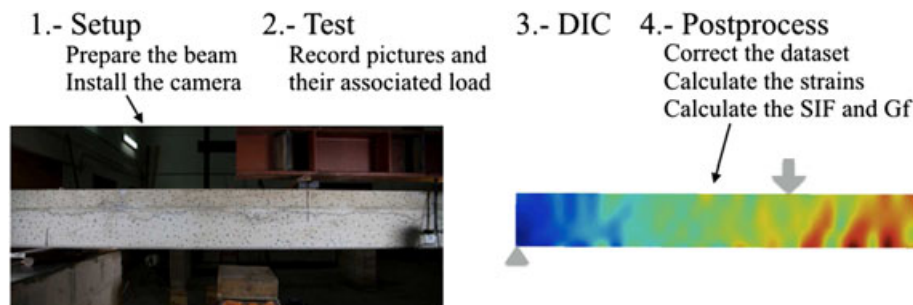 1.- Setup
Prepare the beam
Install the camera
2.- Test
Record pictures and
their associated load
3.- DIC
4.- Postprocess
Correct the dataset
Calculate the strains
Calculate the SIF and Gf